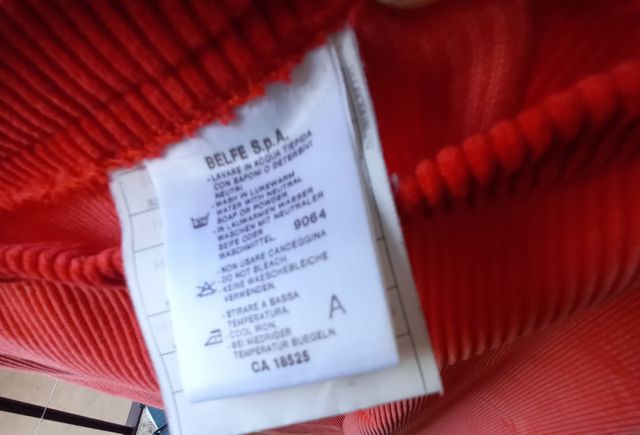 BELFE S.p.A.
- LAVARE IN ACQUA TIEPIDA
CON SAPONI O DETERSIVI
NEUTRI
- WASH IN LUKEWARM
WATER WITH NEUTRAL
SOAP OR POWDER
- IN LAUWARMEN WASSER
WASCHEN MIT NEUTRALER
SEIFE ODER 9064
WASCHMITTEL.
- NON USARE CANDEGGINA
- DO NOT BLEACH.
- KEINE WAESCHEBLEICHE
VERWENDEN.
- STIRARE A BASSA
TEMPERATURA. A
- COOL IRON.
- BEI NIEDRIGER
TEMPERATUR BUEGELN.
CA 18525